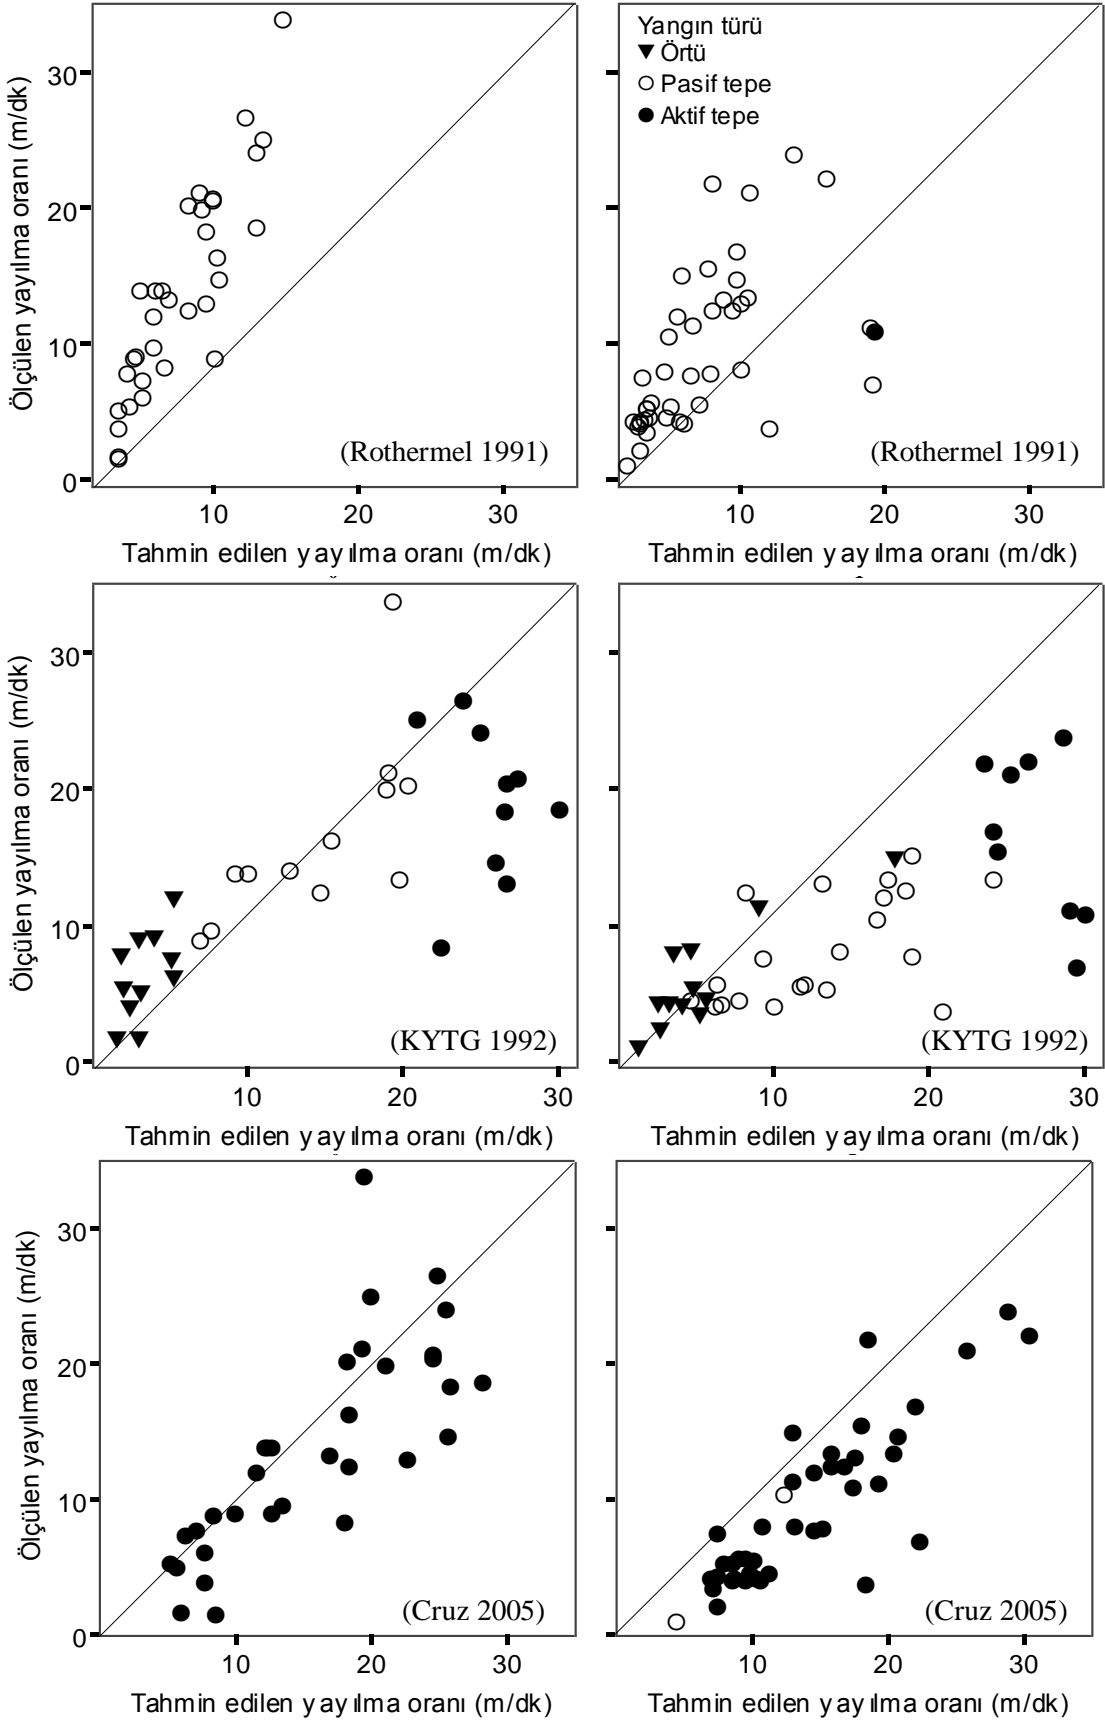 Yangın türü
Örtü
Pasif tepe
Aktif tepe
Ölçülen yayılma oranı (m/dk)
30
20
10
0
(Rothermel 1991)
(Rothermel 1991)
10 20 30
10 20 30
Tahmin edilen yayılma oranı (m/dk)
Tahmin edilen yayılma oranı (m/dk)
Ölçülen yayılma oranı (m/dk)
30
20
10
0
(KYTG 1992)
(KYTG 1992)
10 20 30
10 20 30
Tahmin edilen yayılma oranı (m/dk)
Tahmin edilen yayılma oranı (m/dk)
Ölçülen yayılma oranı (m/dk)
30
20
10
0
(Cruz 2005)
(Cruz 2005)
10 20 30
10 20 30
Tahmin edilen yayılma oranı (m/dk)
Tahmin edilen yayılma oranı (m/dk)